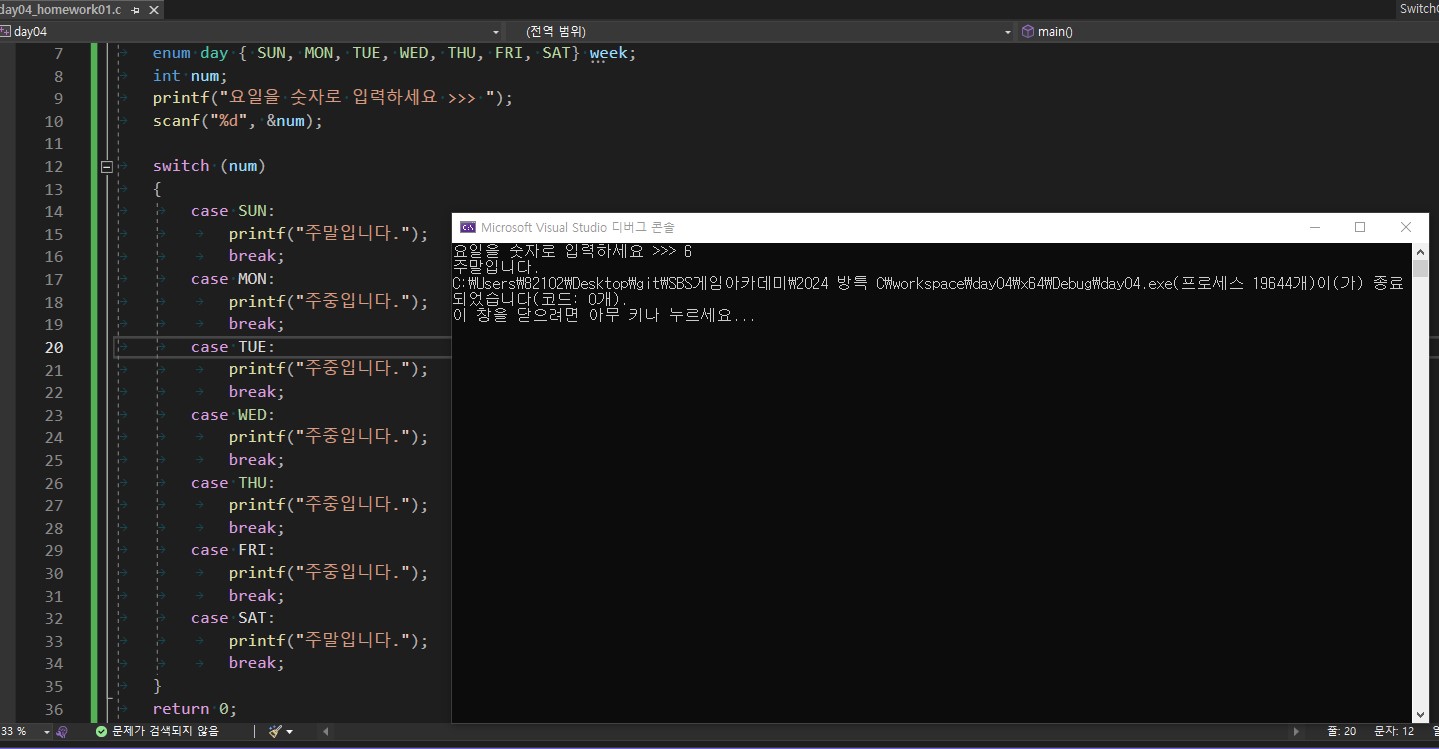 day04_homework01.c
SwitchC
day04
(전역 범위)
main()
7 enum day { SUN, MON, TUE, WED, THU, FRI, SAT} week;
8 int num;
9 printf("요일을 숫자로 입력하세요 >>> ");
10 scanf("%d", &num);
11
12 switch (num)
13 {
14 case SUN:
15 printf("주말입니다.");
16 break;
17 case MON:
18 printf("주중입니다.");
19 break;
20 case TUE:
21 printf("주중입니다.");
22 break;
23 case WED:
24 printf("주중입니다.");
25 break;
26 case THU:
27 printf("주중입니다.");
28 break;
29 case FRI:
30 printf("주중입니다.");
31 break;
32 case SAT:
33 printf("주말입니다.");
34 break;
35 }
36 return 0;
Microsoft Visual Studio 디버그 콘솔
요일을 숫자로 입력하세요 >>> 6
주말입니다.
C:₩Users₩82102₩Desktop₩git₩SBS게임아카데미₩2024 방특 C₩workspace₩day04₩x64₩Debug₩day04.exe(프로세스 19644개)이(가) 종료
되었습니다(코드: 0개).
이 창을 닫으려면 아무 키나 누르세요...
33 %
문제가 검색되지 않음
줄: 20
문자: 12